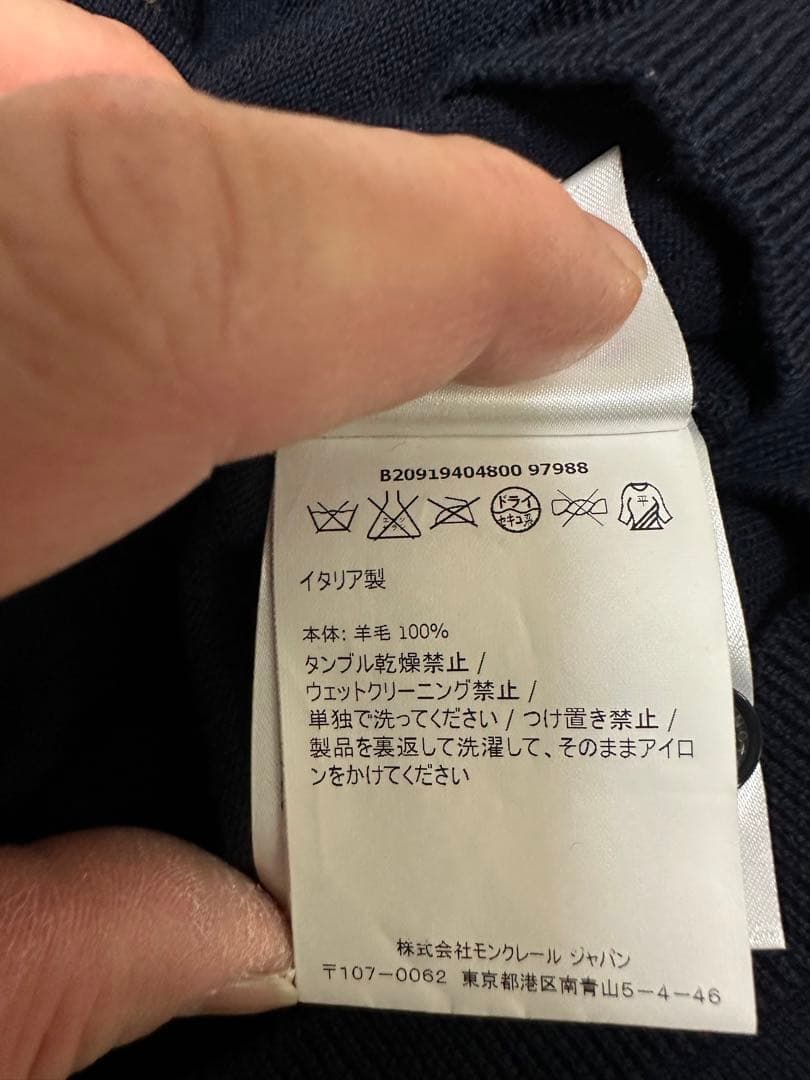 B20919404800 97988
ドライ
セキユ系
平
イタリア製
本体: 羊毛 100%
タンブル乾燥禁止 /
ウェットクリーニング禁止 /
単独で洗ってください / つけ置き禁止 /
製品を裏返して洗濯して、そのままアイロ
ンをかけてください
株式会社モンクレール ジャパン
〒107-0062 東京都港区南青山5-4-46